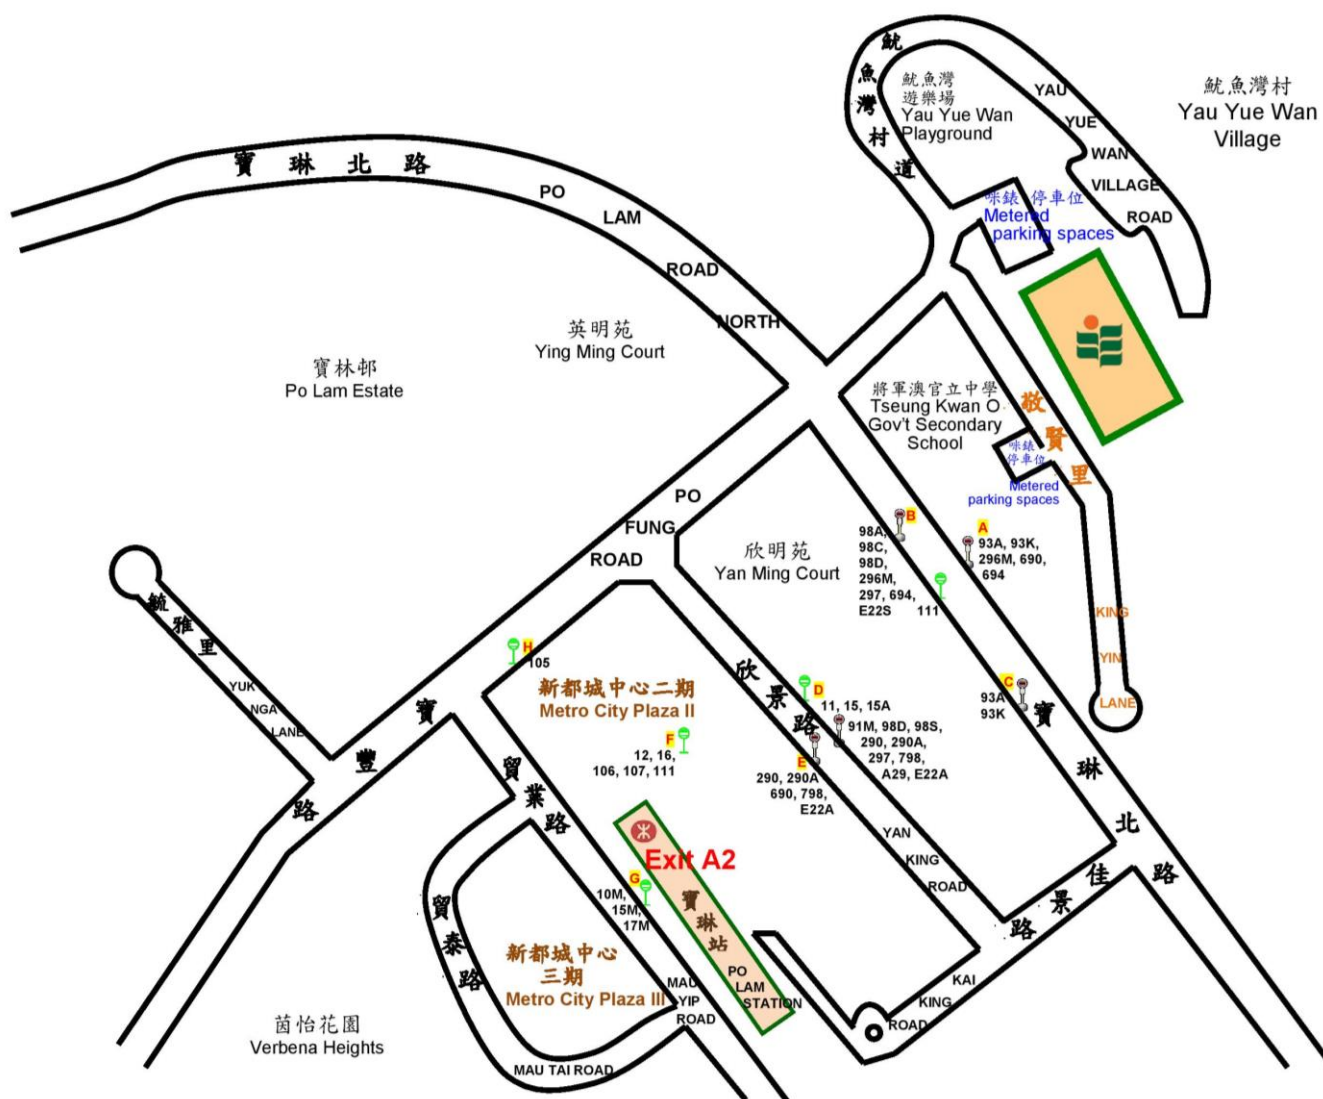 魷
魚
灣
村
道
魷魚灣
遊樂場
Yau Yue Wan
Playground
YAU
YUE
WAN
VILLAGE
ROAD
魷魚灣村
Yau Yue Wan
Village
寶琳北路
PO
LAM
ROAD
NORTH
咪錶 停車位
Metered
parking spaces
英明苑
Ying Ming Court
寶林邨
Po Lam Estate
將軍澳官立中學
Tseung Kwan O
Gov't Secondary
School
敬
賢
里
咪錶
停車位
Metered
parking spaces
KING
YIN
LANE
PO
FUNG
ROAD
欣明苑
Yan Ming Court
B
98A,
98C,
98D,
296M,
297, 694,
E22S
111
A
93A, 93K,
296M, 690,
694
C
93A
93K
寶
琳
北
路
毓
雅
里
YUK
NGA
LANE
H
105
寶
豐
路
新都城中心二期
Metro City Plaza II
欣
景
路
D
11, 15, 15A
91M, 98D, 98S,
290, 290A,
297, 798,
A29, E22A
E
290, 290A
690, 798,
E22A
F
12, 16,
106, 107, 111
貿
業
路
Exit A2
G
10M,
15M,
17M
寶
琳
站
PO
LAM
STATION
YAN
KING
ROAD
佳
景
路
KAI
KING
ROAD
貿
泰
路
新都城中心
三期
Metro City Plaza III
MAU
YIP
ROAD
茵怡花園
Verbena Heights
MAU TAI ROAD